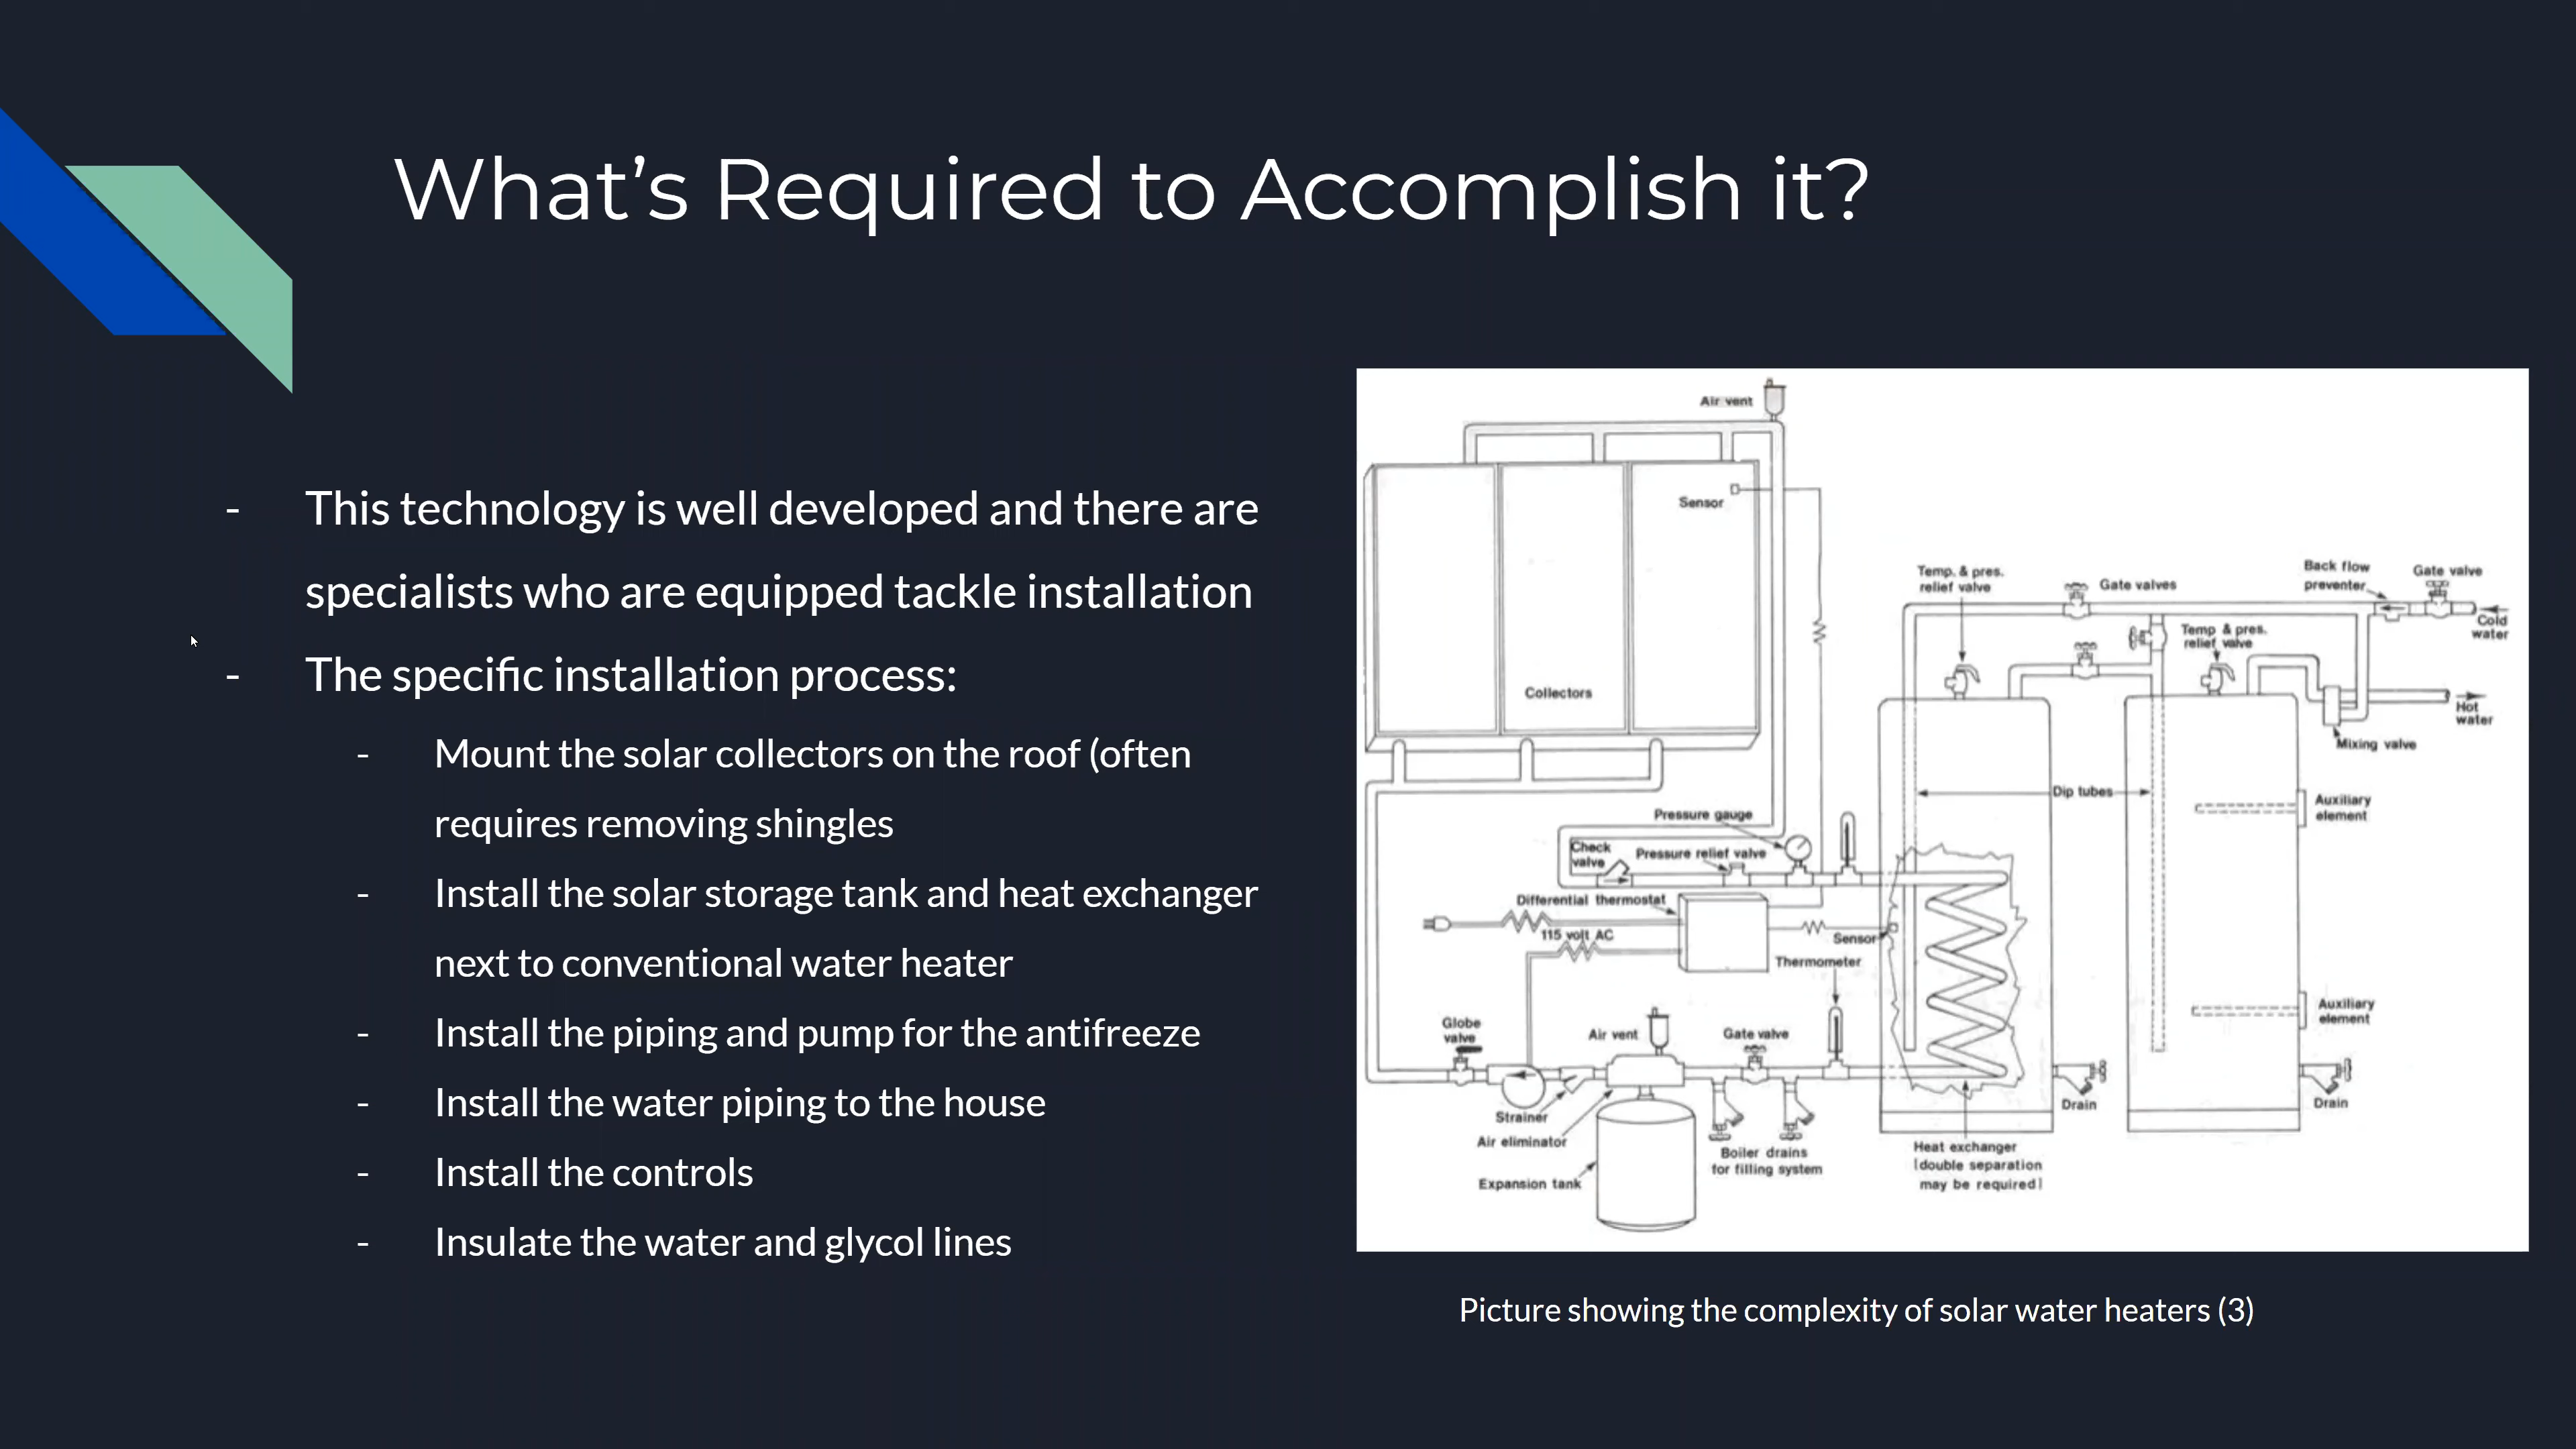 What's Required to Accomplish it?
- This technology is well developed and there are
specialists who are equipped tackle installation
- The specific installation process:
- Mount the solar collectors on the roof (often
requires removing shingles
- Install the solar storage tank and heat exchanger
next to conventional water heater
- Install the piping and pump for the antifreeze
- Install the water piping to the house
- Install the controls
- Insulate the water and glycol lines
Air vent
Sensor
Collectors
Temp. & pres.
relief valve
Gate valves
Back flow
preventer
Gate valve
Cold
water
Temp & pres.
relief valve
Hot
water
Mixing valve
Dip tubes
Auxiliary
element
Pressure gauge
Check
valve
Pressure relief valve
Differential thermostat
115 volt AC
Sensor
Thermometer
Auxiliary
element
Globe
valve
Air vent
Gate valve
Strainer
Air eliminator
Expansion tank
Boiler drains
for filling system
Drain
Drain
Heat exchanger
(double separation
may be required)
Picture showing the complexity of solar water heaters (3)